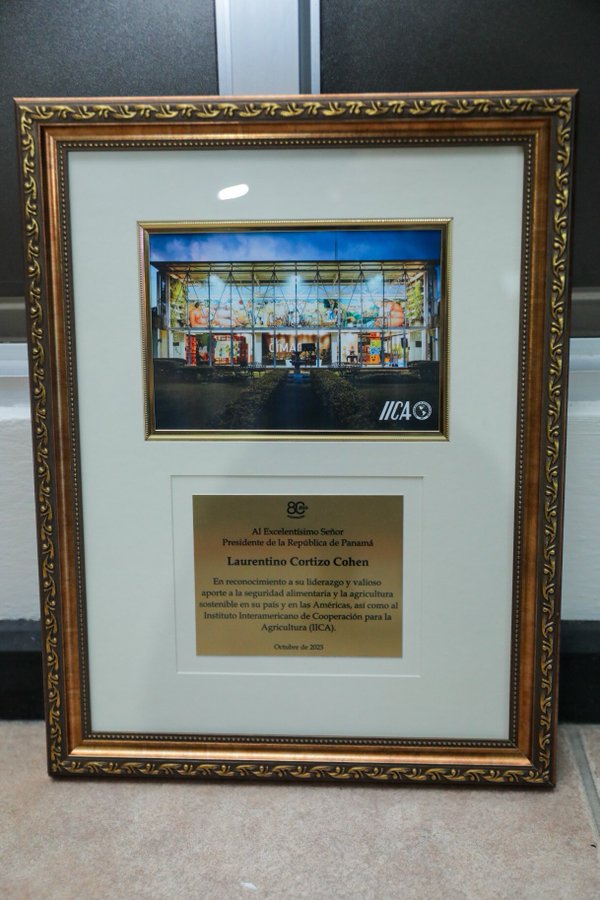 IMA
IICA
80
Al Excelentísimo Señor
Presidente de la República de Panamá
Laurentino Cortizo Cohen
En reconocimiento a su liderazgo y valioso
aporte a la seguridad alimentaria y la agricultura
sostenible en su país y en las Américas, así como al
Instituto Interamericano de Cooperación para la
Agricultura (IICA).
Octubre de 2023